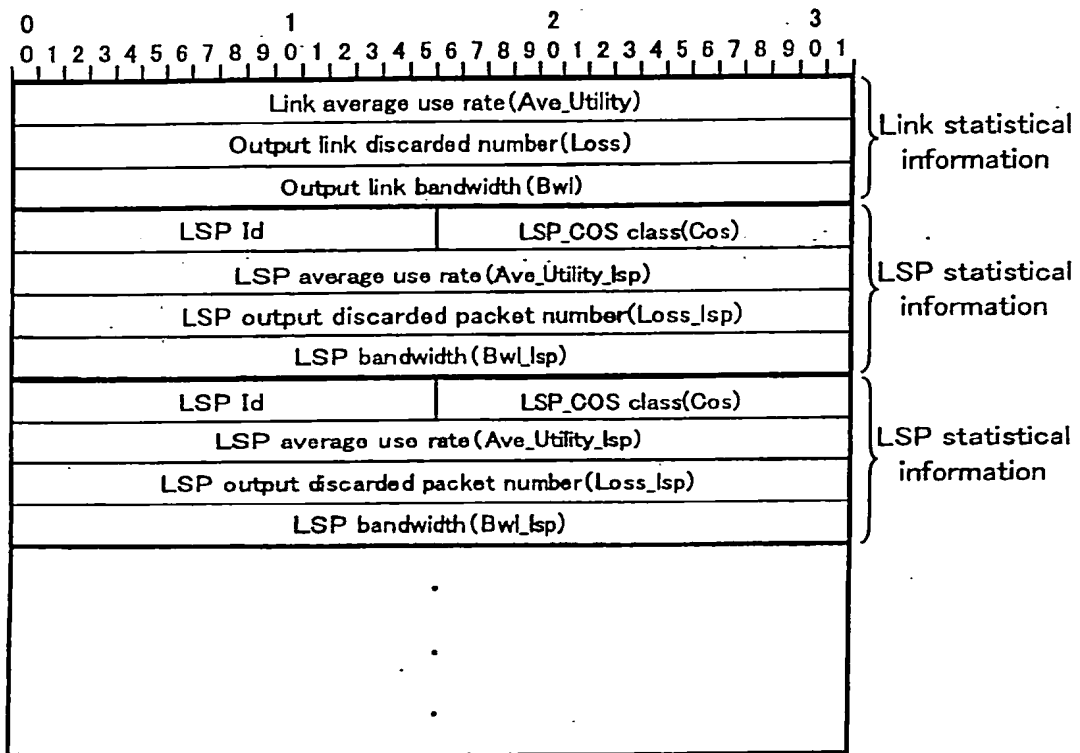 0 1 2 3
0 1 2 3 4 5 6 7 8 9 0 1 2 3 4 5 6 7 8 9 0 1 2 3 4 5 6 7 8 9 0 1
Link average use rate(Ave_Utility)
Output link discarded number(Loss)
Output link bandwidth(Bwl)
Link statistical
information
LSP Id LSP_COS class(Cos)
LSP average use rate(Ave_Utility_lsp)
LSP output discarded packet number(Loss_lsp)
LSP bandwidth(Bwl_lsp)
LSP statistical
information
LSP Id LSP_COS class(Cos)
LSP average use rate(Ave_Utility_lsp)
LSP output discarded packet number(Loss_lsp)
LSP bandwidth(Bwl_lsp)
LSP statistical
information